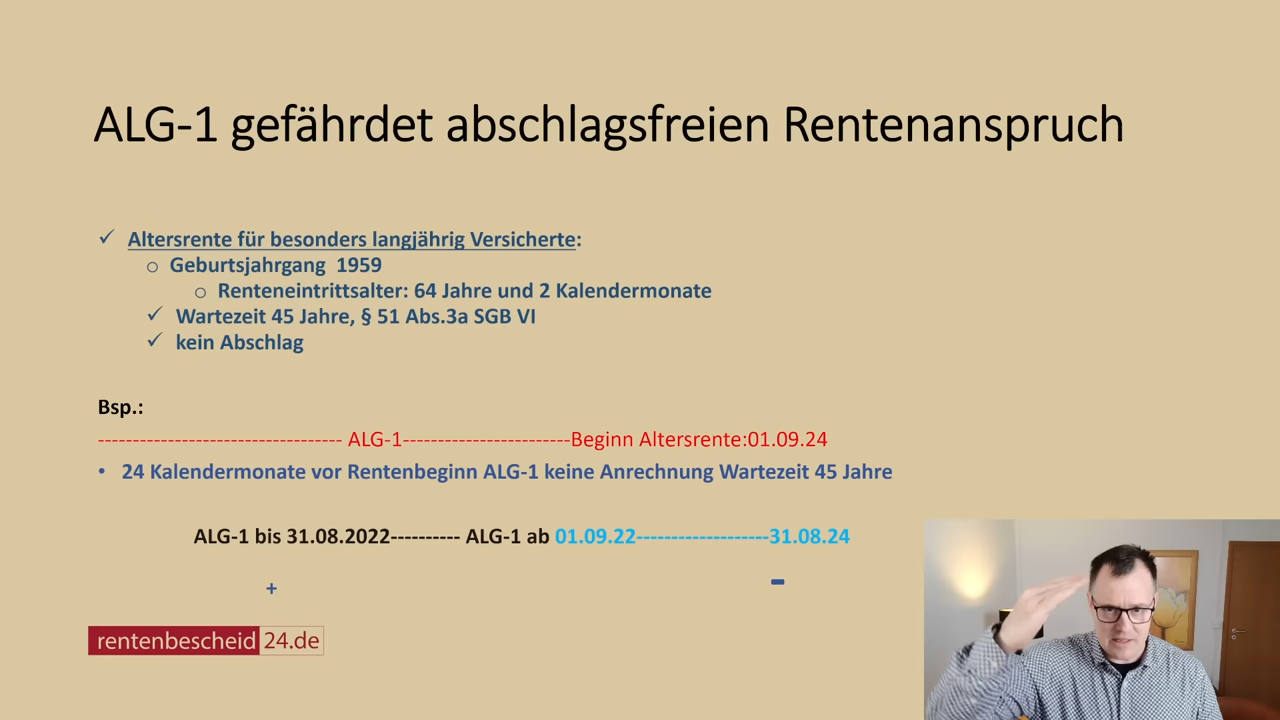 ALG-1 gefährdet abschlagsfreien Rentenanspruch
✓ Altersrente für besonders langjährig Versicherte:
o Geburtsjahrgang 1959
o Renteneintrittsalter: 64 Jahre und 2 Kalendermonate
✓ Wartezeit 45 Jahre, § 51 Abs.3a SGB VI
✓ kein Abschlag
Bsp.:
----------------------------------- ALG-1------------------------Beginn Altersrente:01.09.24
• 24 Kalendermonate vor Rentenbeginn ALG-1 keine Anrechnung Wartezeit 45 Jahre
ALG-1 bis 31.08.2022---------- ALG-1 ab 01.09.22-------------------31.08.24
+ -
rentenbescheid 24.de